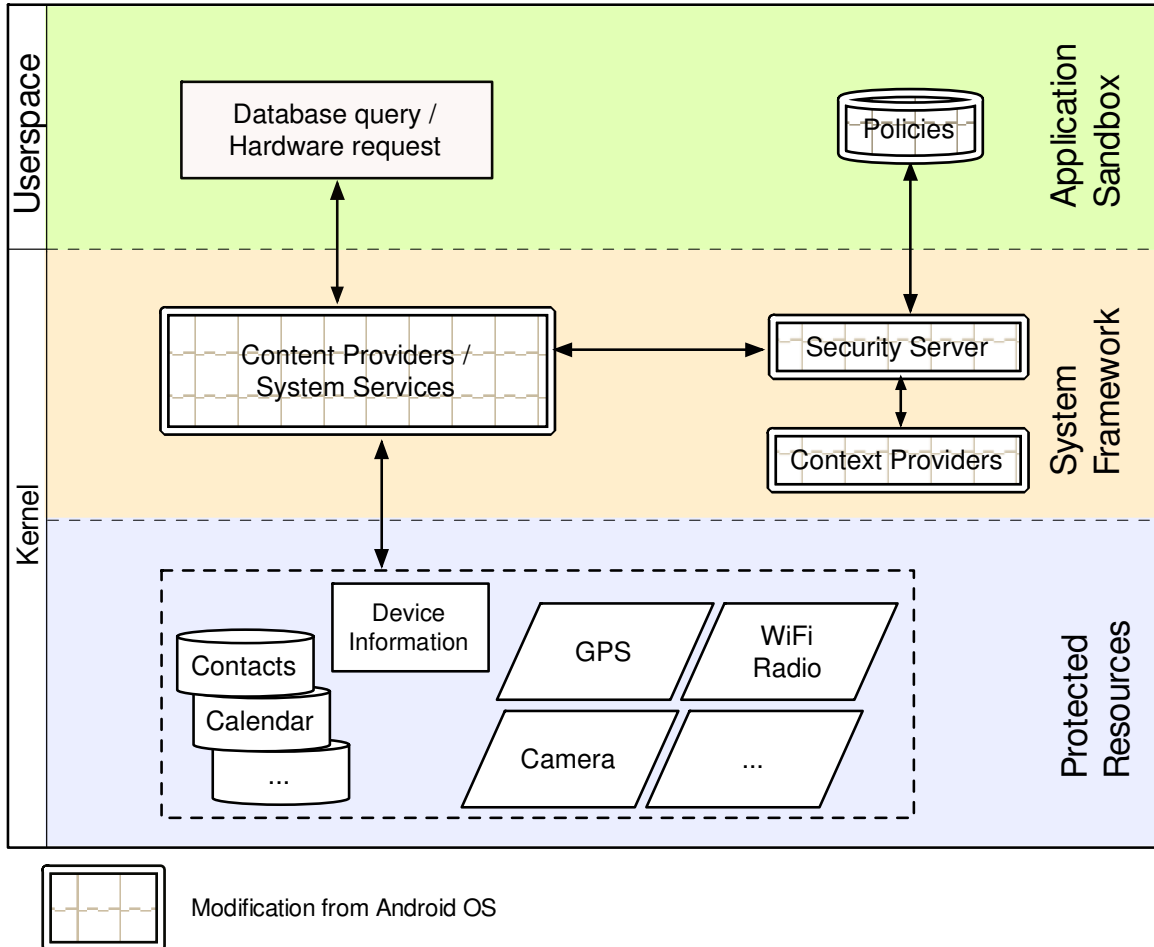 Userspace
Database query /
Hardware request
Policies
Application
Sandbox
Kernel
Content Providers /
System Services
Security Server
Context Providers
System
Framework
Device
Information
Contacts
Calendar
...
GPS
WiFi
Radio
Camera
...
Protected
Resources
Modification from Android OS